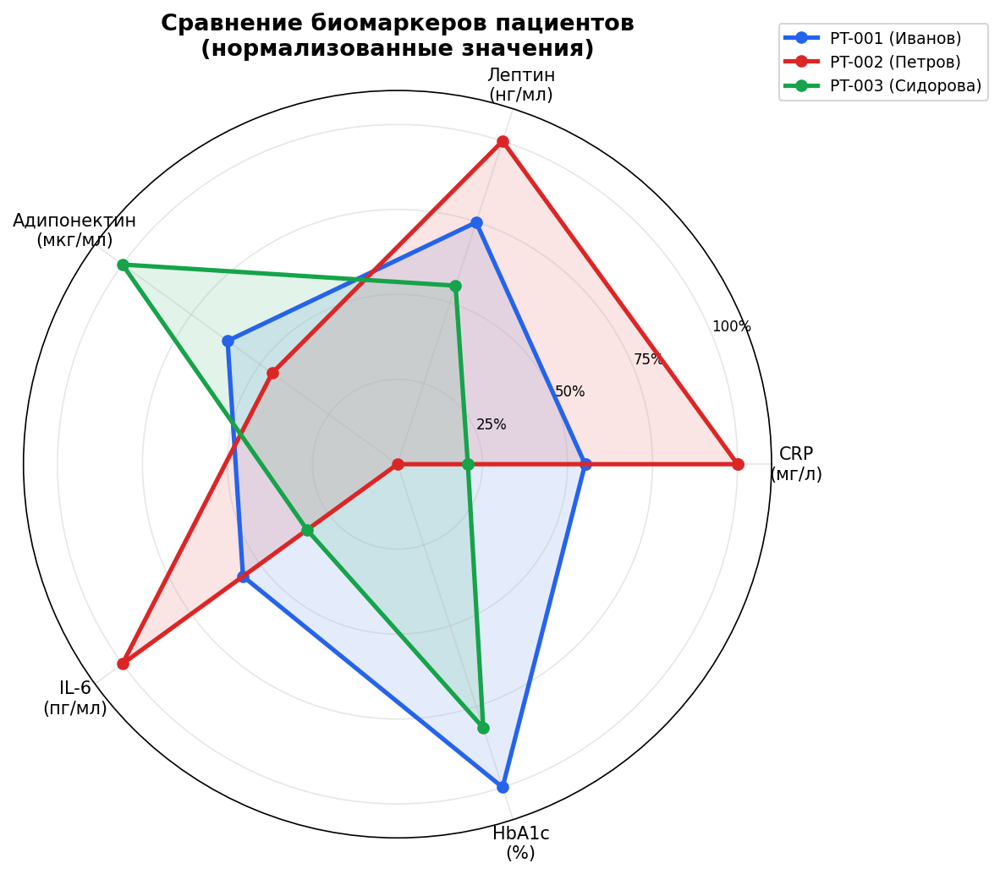 Сравнение биомаркеров пациентов
(нормализованные значения)
PT-001 (Иванов)
PT-002 (Петров)
PT-003 (Сидорова)
Лептин
(нг/мл)
Адипонектин
(мкг/мл)
100%
75%
50%
25%
CRP
(мг/л)
IL-6
(пг/мл)
HbA1c
(%)